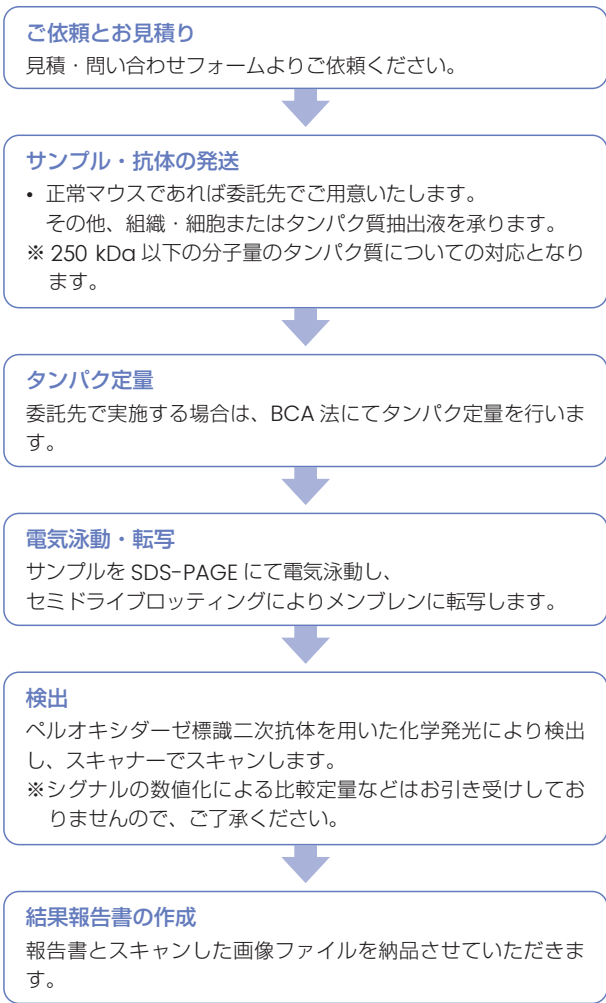 ご依頼とお見積り
見積・問い合わせフォームよりご依頼ください。
サンプル・抗体の発送
• 正常マウスであれば委託先でご用意いたします。
その他、組織・細胞またはタンパク質抽出液を承ります。
※ 250 kDa 以下の分子量のタンパク質についての対応となり
ます。
タンパク定量
委託先で実施する場合は、BCA 法にてタンパク定量を行いま
す。
電気泳動・転写
サンプルを SDS-PAGE にて電気泳動し、
セミドライブロッティングによりメンブレンに転写します。
検出
ペルオキシダーゼ標識二次抗体を用いた化学発光により検出
し、スキャナーでスキャンします。
※シグナルの数値化による比較定量などはお引き受けしてお
りませんので、ご了承ください。
結果報告書の作成
報告書とスキャンした画像ファイルを納品させていただきま
す。